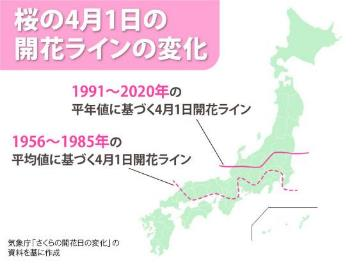 桜の4月1日の
開花ラインの変化
1991～2020年の
平年値に基づく4月1日開花ライン
1956～1985年の
平均値に基づく4月1日開花ライン
気象庁「さくらの開花日の変化」の
資料を基に作成